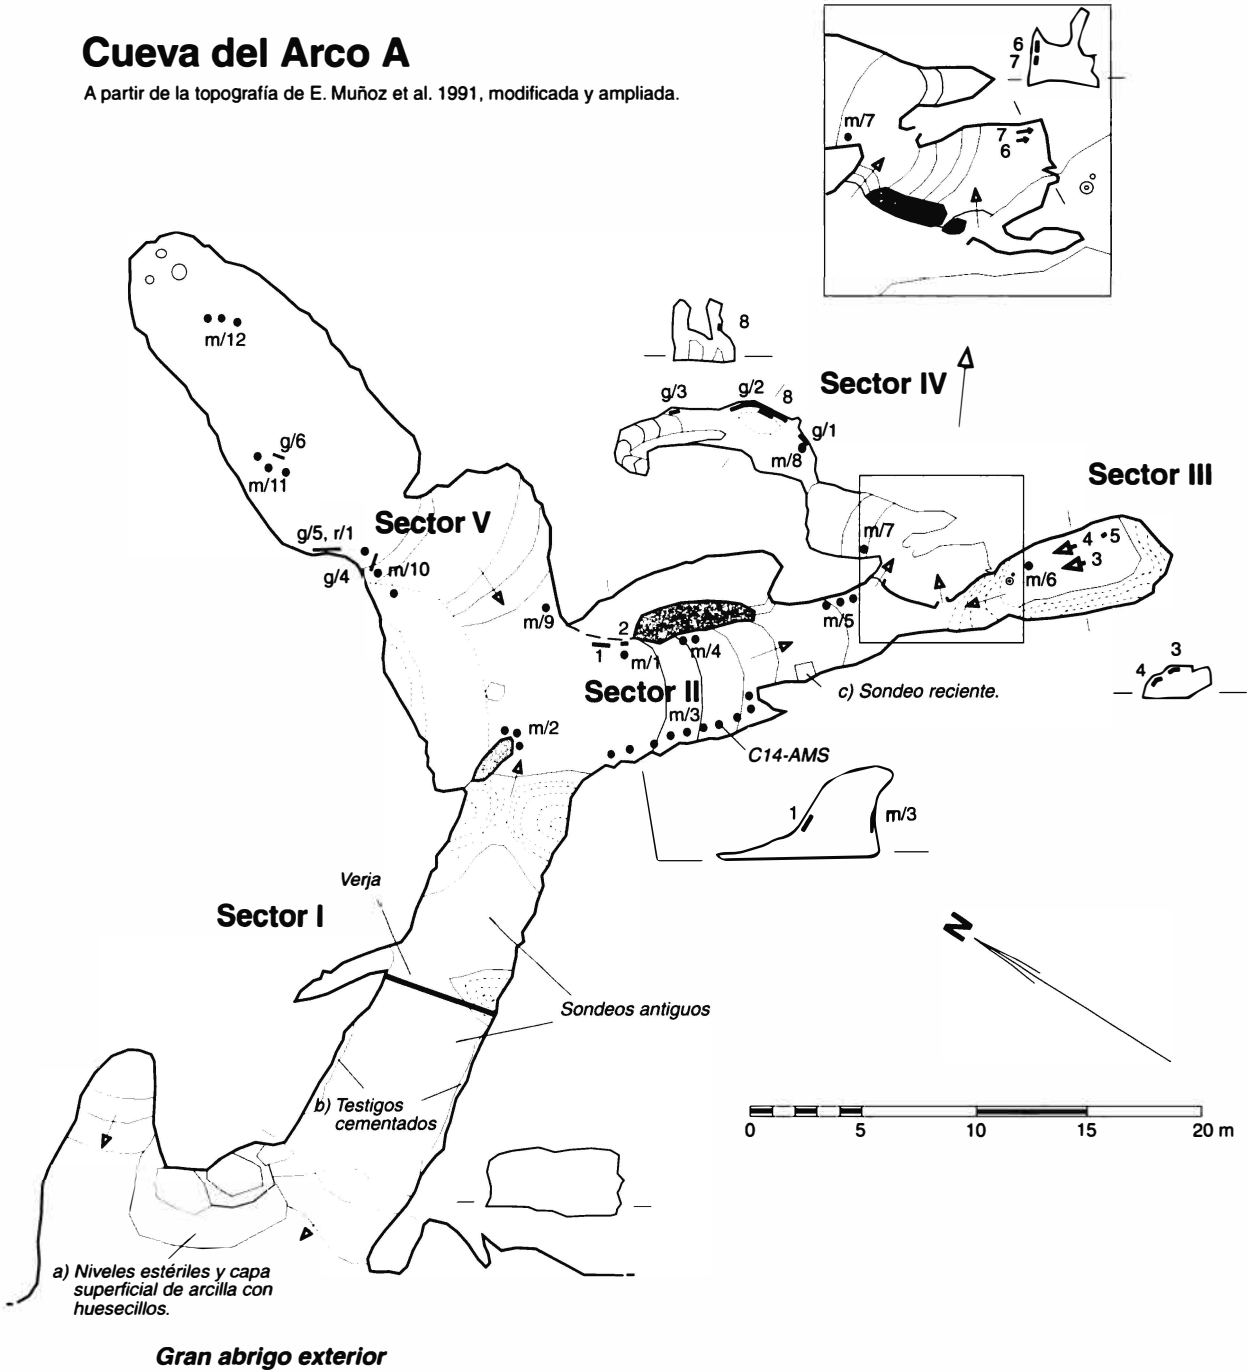 Cueva del Arco A
A partir de la topografía de E. Muñoz et al. 1991, modificada y ampliada.
6
7
m/7
7
6
m/12
8
Sector IV
g/3
g/2
8
g/1
m/8
g/6
m/11
Sector III
Sector V
g/5, r/1
g/4
m/10
m/7
4
5
3
m/6
m/9
m/5
2
1
m/1
m/4
3
4
Sector II
c) Sondeo reciente.
m/3
m/2
C14-AMS
1
m/3
Verja
Sector I
N
Sondeos antiguos
b) Testigos
cementados
0 5 10 15 20 m
a) Niveles estériles y capa
superficial de arcilla con
huesecillos.
Gran abrigo exterior